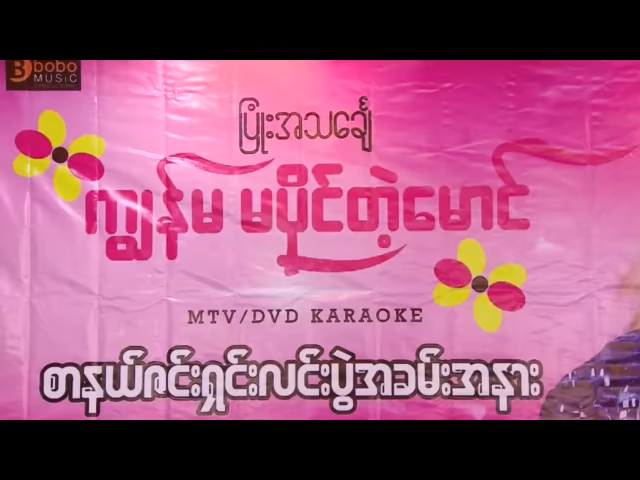 bobo
MUSiC
ပြုံးအသချေ်
ကျွန်မ မပိုင်တဲ့မောင်
MTV/DVD KARAOKE
စာနယ်ဇင်းရှင်းလင်းပွဲအခမ်းအနား